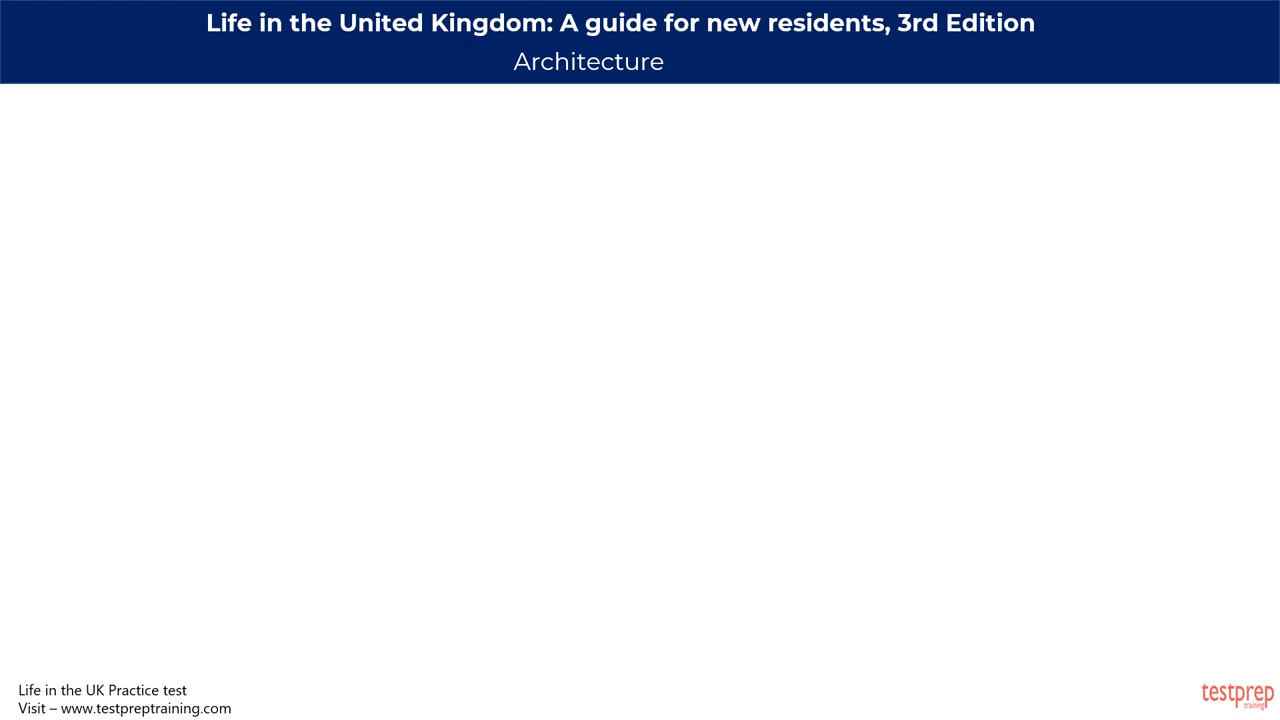 Life in the United Kingdom: A guide for new residents, 3rd Edition
Architecture
Life in the UK Practice test
Visit – www.testpreptraining.com
testprep
training